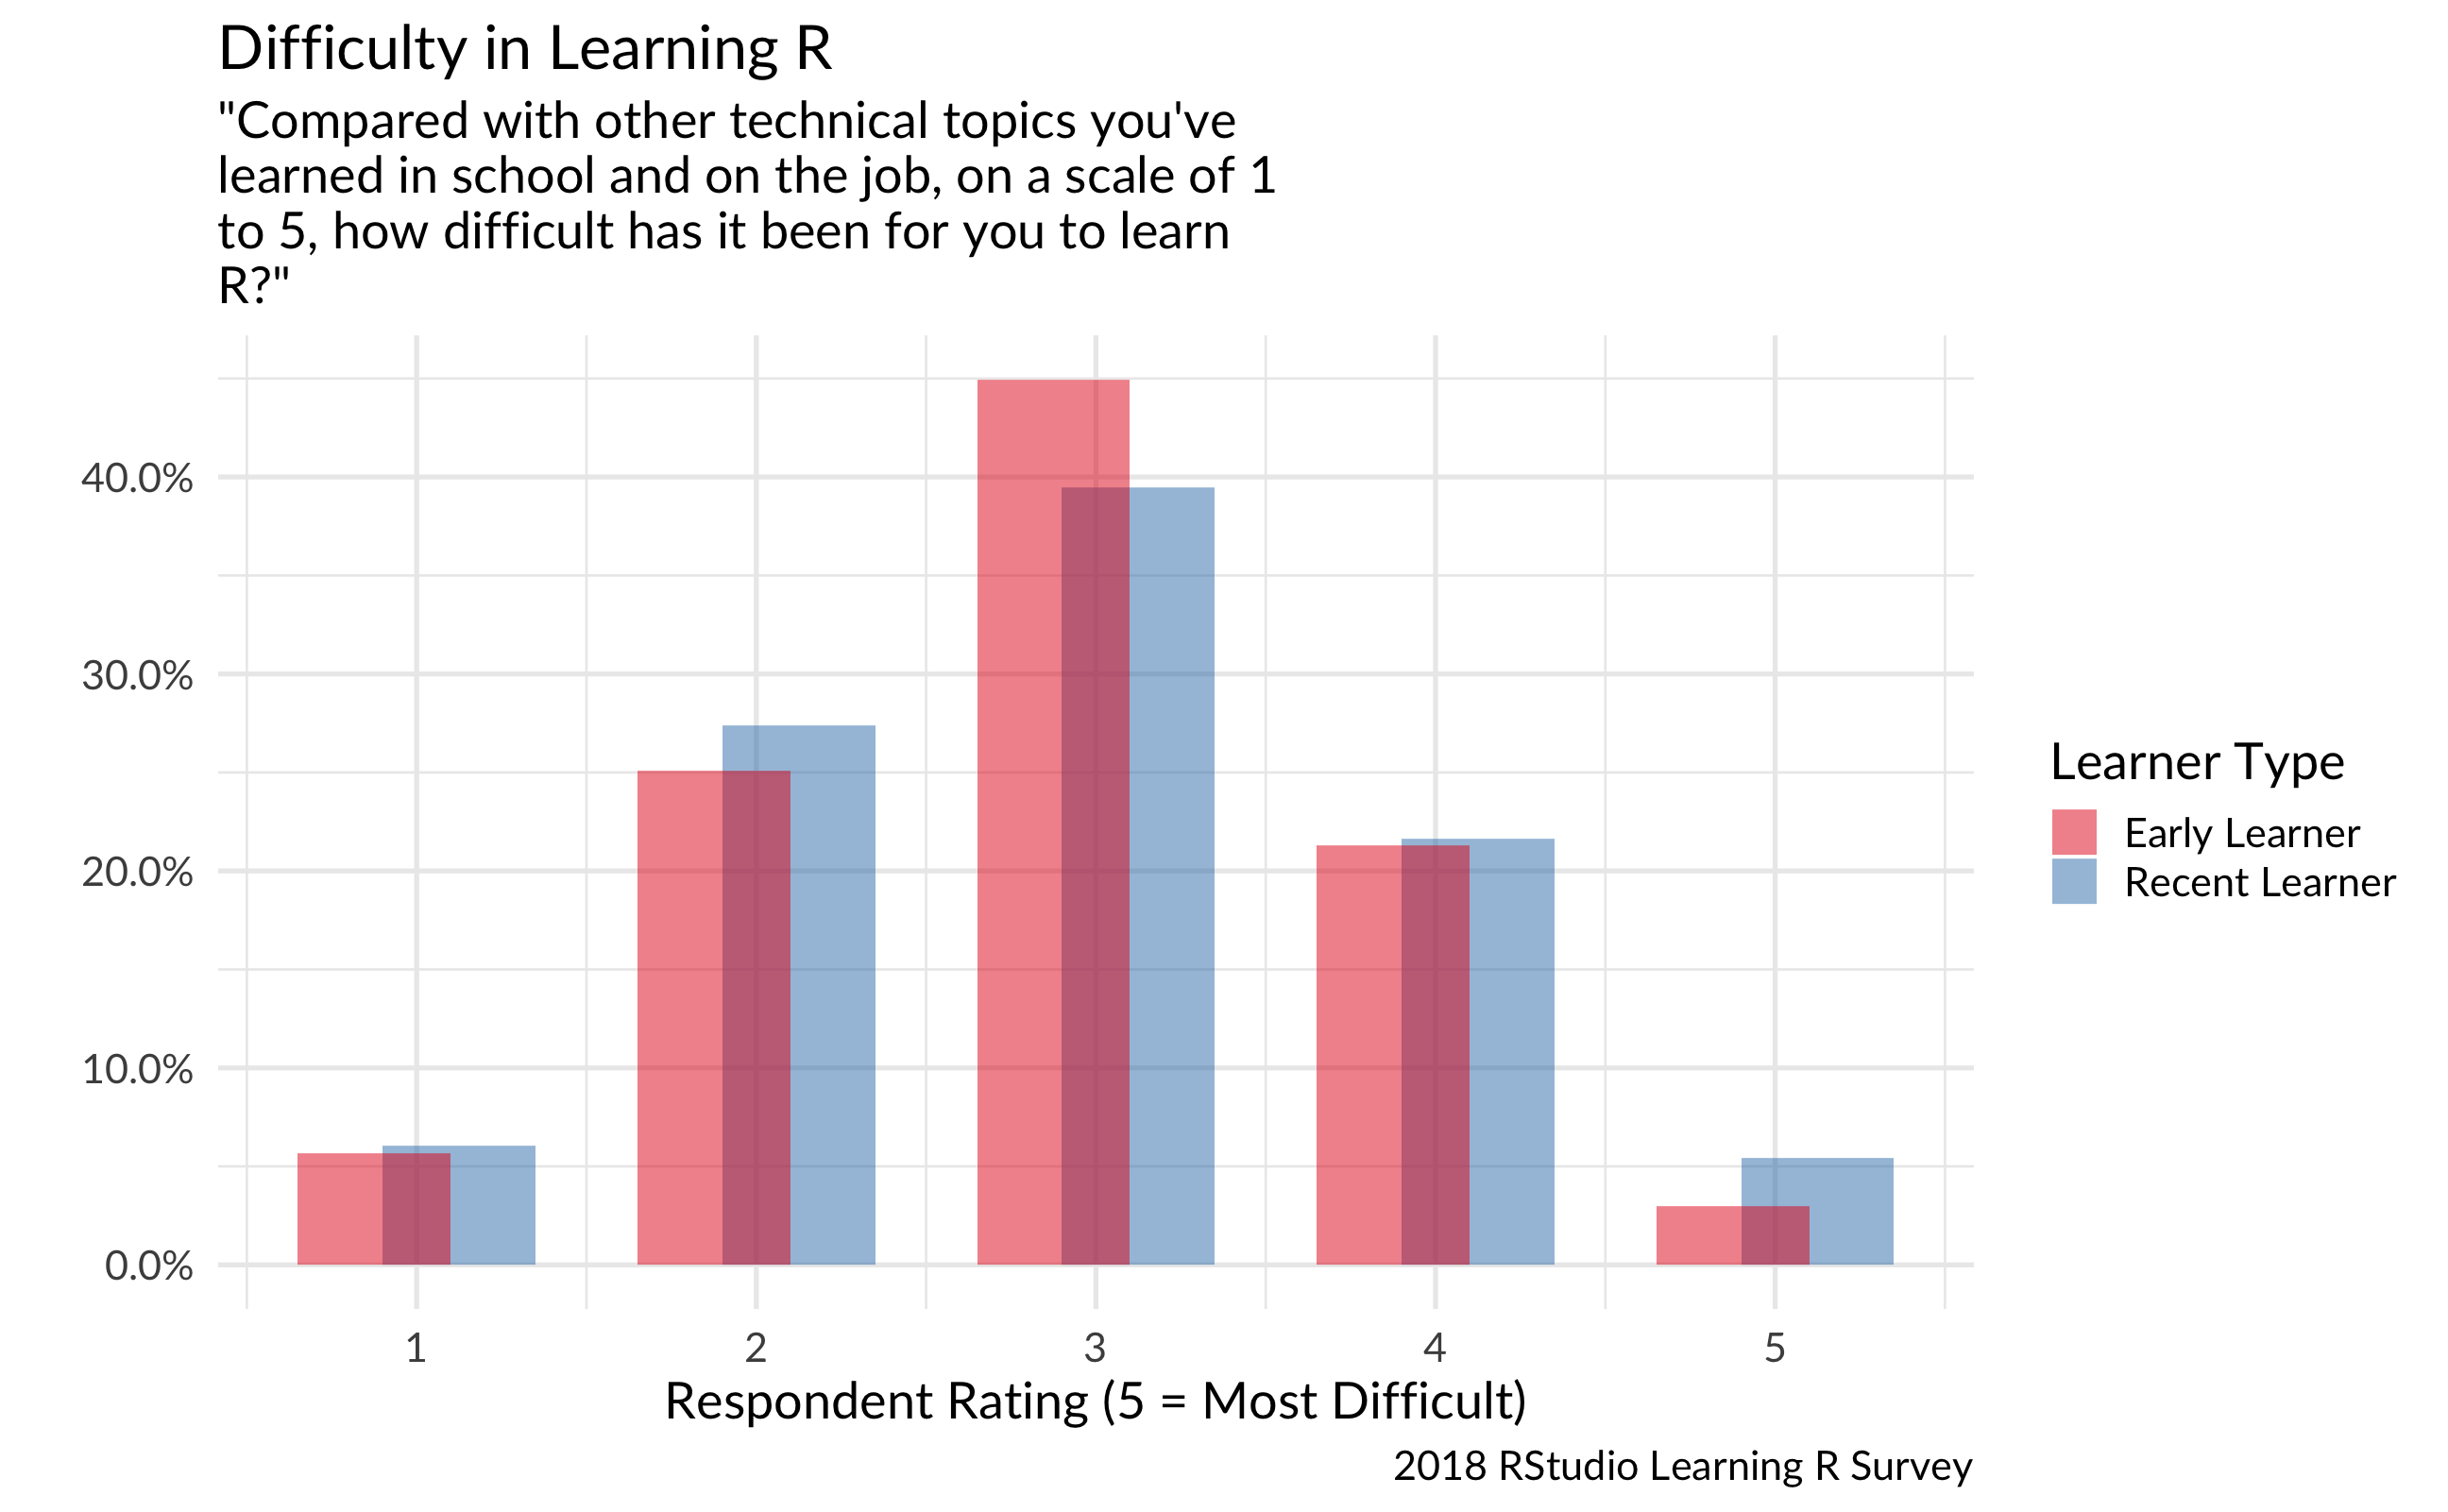 Difficulty in Learning R
"Compared with other technical topics you've
learned in school and on the job, on a scale of 1
to 5, how difficult has it been for you to learn
R?"
40.0%
30.0%
20.0%
10.0%
0.0%
1 2 3 4 5
Respondent Rating (5 = Most Difficult)
Learner Type
Early Learner
Recent Learner
2018 RStudio Learning R Survey